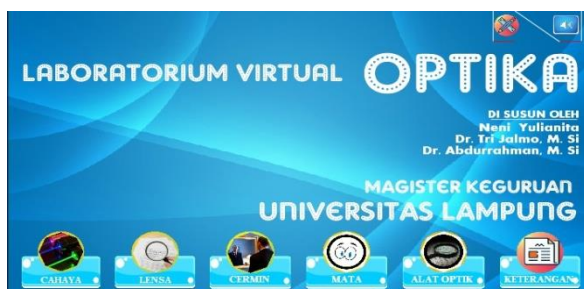 LABORATORIUM VIRTUAL OPTIKA
DI SUSUN OLEH
Neni Yulianita
Dr. Tri Jalmo, M. Si
Dr. Abdurrahman, M. Si
MAGISTER KEGURUAN
UNIVERSITAS LAMPUNG
CAHAYA LENSA CERMIN MATA ALAT OPTIK KETERANGAN